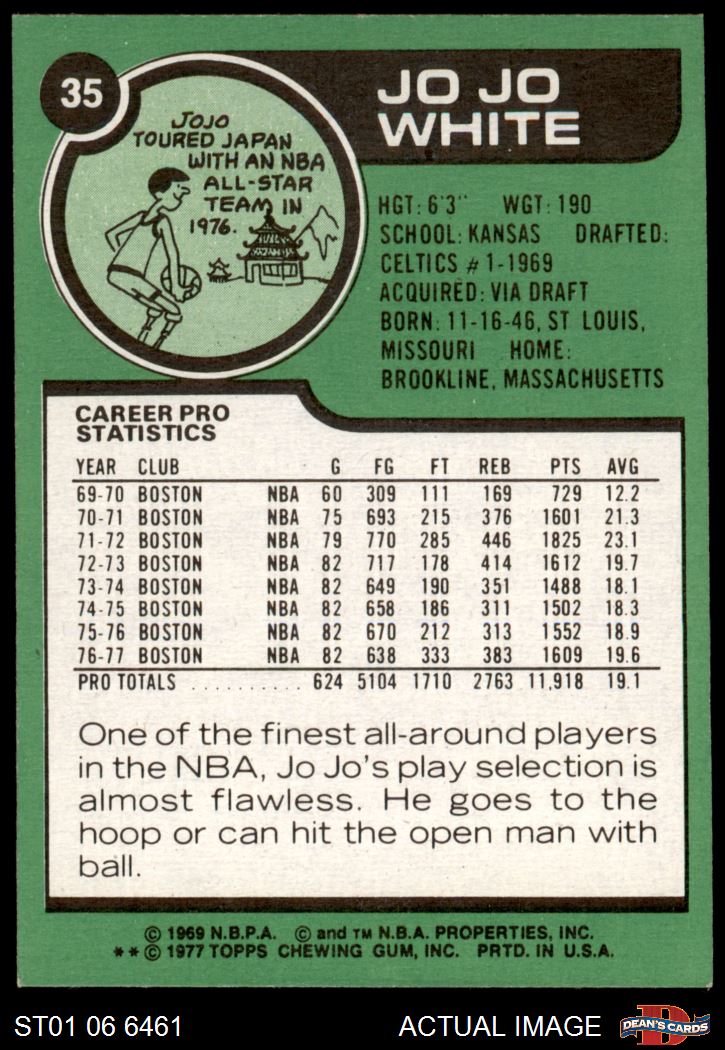 35
JO JO
WHITE
JOJO
TOURED JAPAN
WITH AN NBA
ALL-STAR
TEAM IN
1976.
HGT: 6'3" WGT: 190
SCHOOL: KANSAS DRAFTED:
CELTICS #1-1969
ACQUIRED: VIA DRAFT
BORN: 11-16-46, ST LOUIS,
MISSOURI HOME:
BROOKLINE, MASSACHUSETTS
CAREER PRO
STATISTICS
YEAR CLUB G FG FT REB PTS AVG
69-70 BOSTON NBA 60 309 111 169 729 12.2
70-71 BOSTON NBA 75 693 215 376 1601 21.3
71-72 BOSTON NBA 79 770 285 446 1825 23.1
72-73 BOSTON NBA 82 717 178 414 1612 19.7
73-74 BOSTON NBA 82 649 190 351 1488 18.1
74-75 BOSTON NBA 82 658 186 311 1502 18.3
75-76 BOSTON NBA 82 670 212 313 1552 18.9
76-77 BOSTON NBA 82 638 333 383 1609 19.6
PRO TOTALS .......... 624 5104 1710 2763 11,918 19.1
One of the finest all-around players
in the NBA, Jo Jo's play selection is
almost flawless. He goes to the
hoop or can hit the open man with
ball.
© 1969 N.B.P.A. © and TM N.B.A. PROPERTIES, INC.
**© 1977 TOPPS CHEWING GUM, INC. PRTD. IN U.S.A.
ST01 06 6461 ACTUAL IMAGE D DEAN'S CARDS